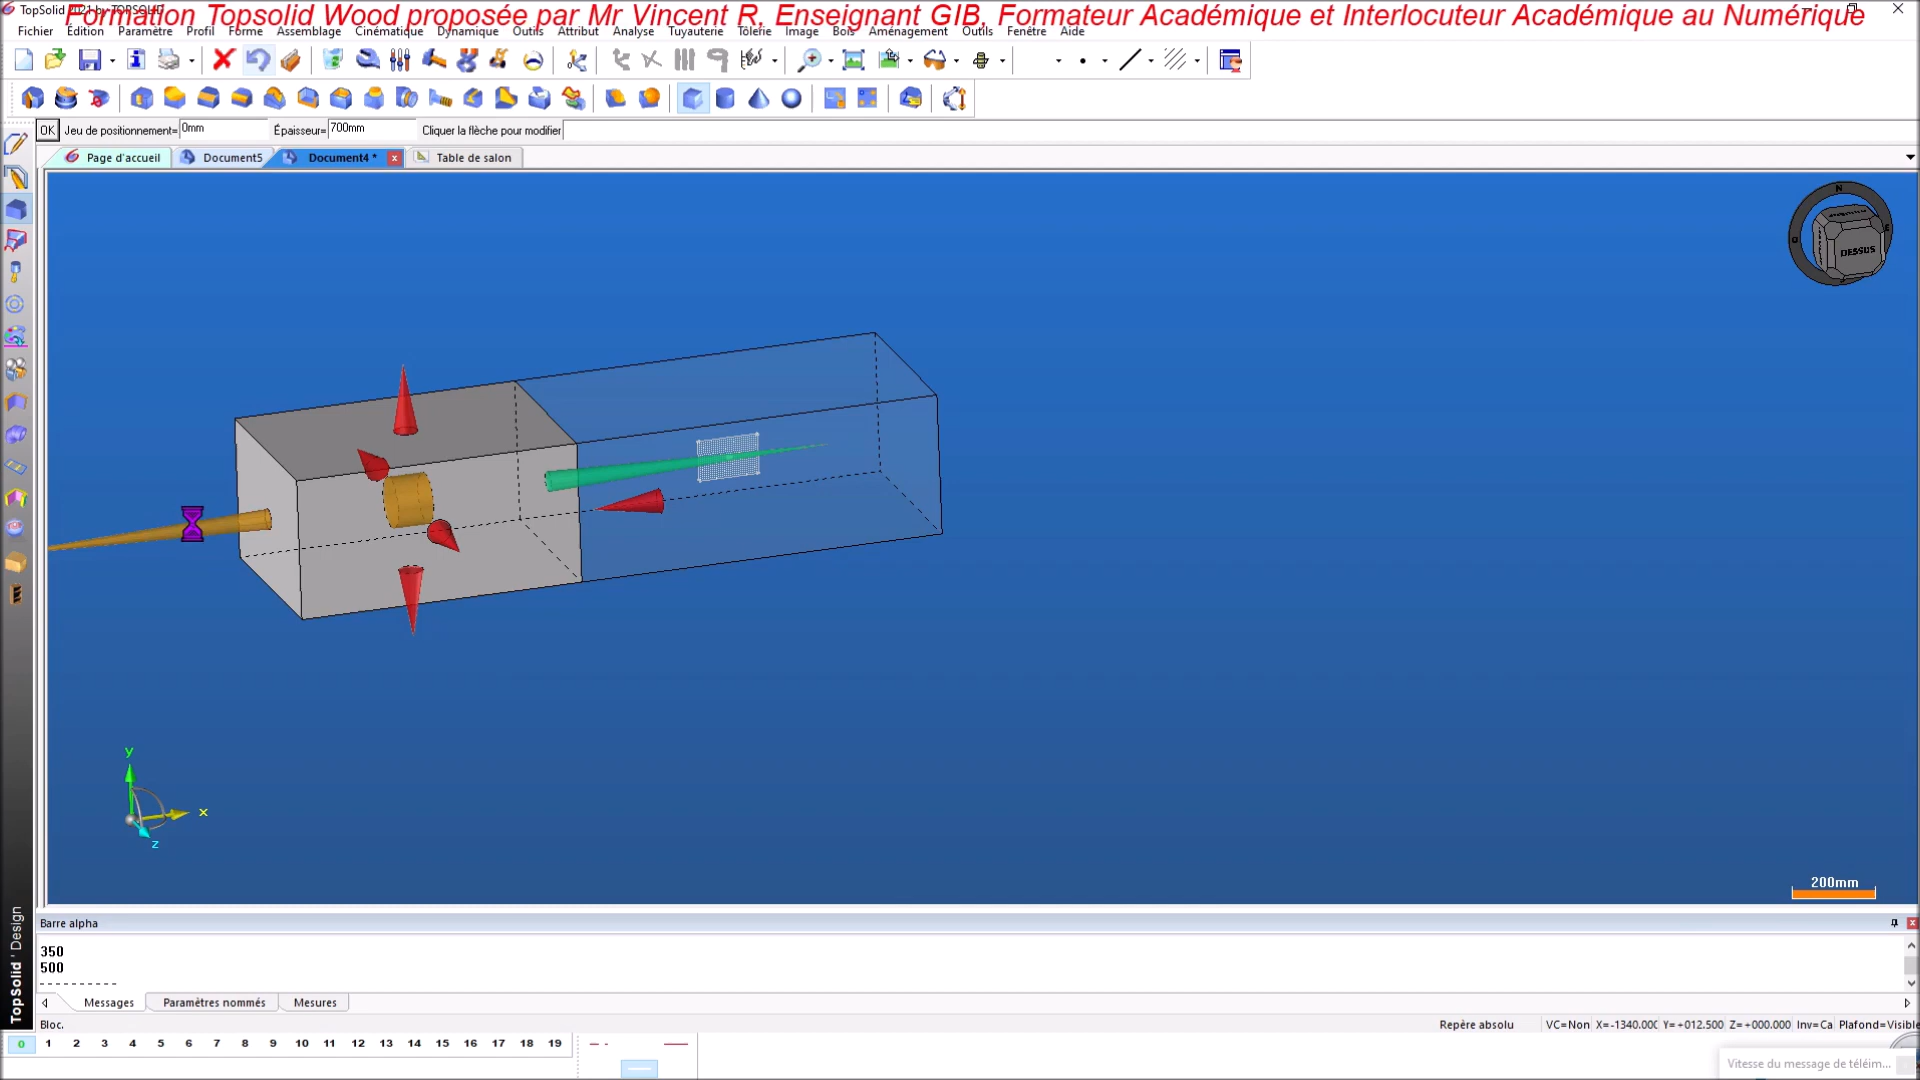 TopSolid 2021 by TOPSOLID
Formation Topsolid Wood proposée par Mr Vincent R, Enseignant GIB, Formateur Académique et Interlocuteur Académique au Numérique
Fichier Édition Paramètre Profil Forme Assemblage Cinématique Dynamique Outils Attribut Analyse Tuyauterie Tôlerie Image Bois Aménagement Outils Fenêtre Aide
OK Jeu de positionnement= 0mm Épaisseur= 700mm Cliquer la flèche pour modifier
Page d'accueil Document5 Document4 * Table de salon
N
DESSUS
y
x
z
200mm
Barre alpha
350
500
-----------
Messages Paramètres nommés Mesures
Bloc. Repère absolu VC=Non X=-1340.000 Y=+012.500 Z=+000.000 Inv=Ca Plafond=Visible
0 1 2 3 4 5 6 7 8 9 10 11 12 13 14 15 16 17 18 19
Vitesse du message de téléim...
TopSolid ' Design